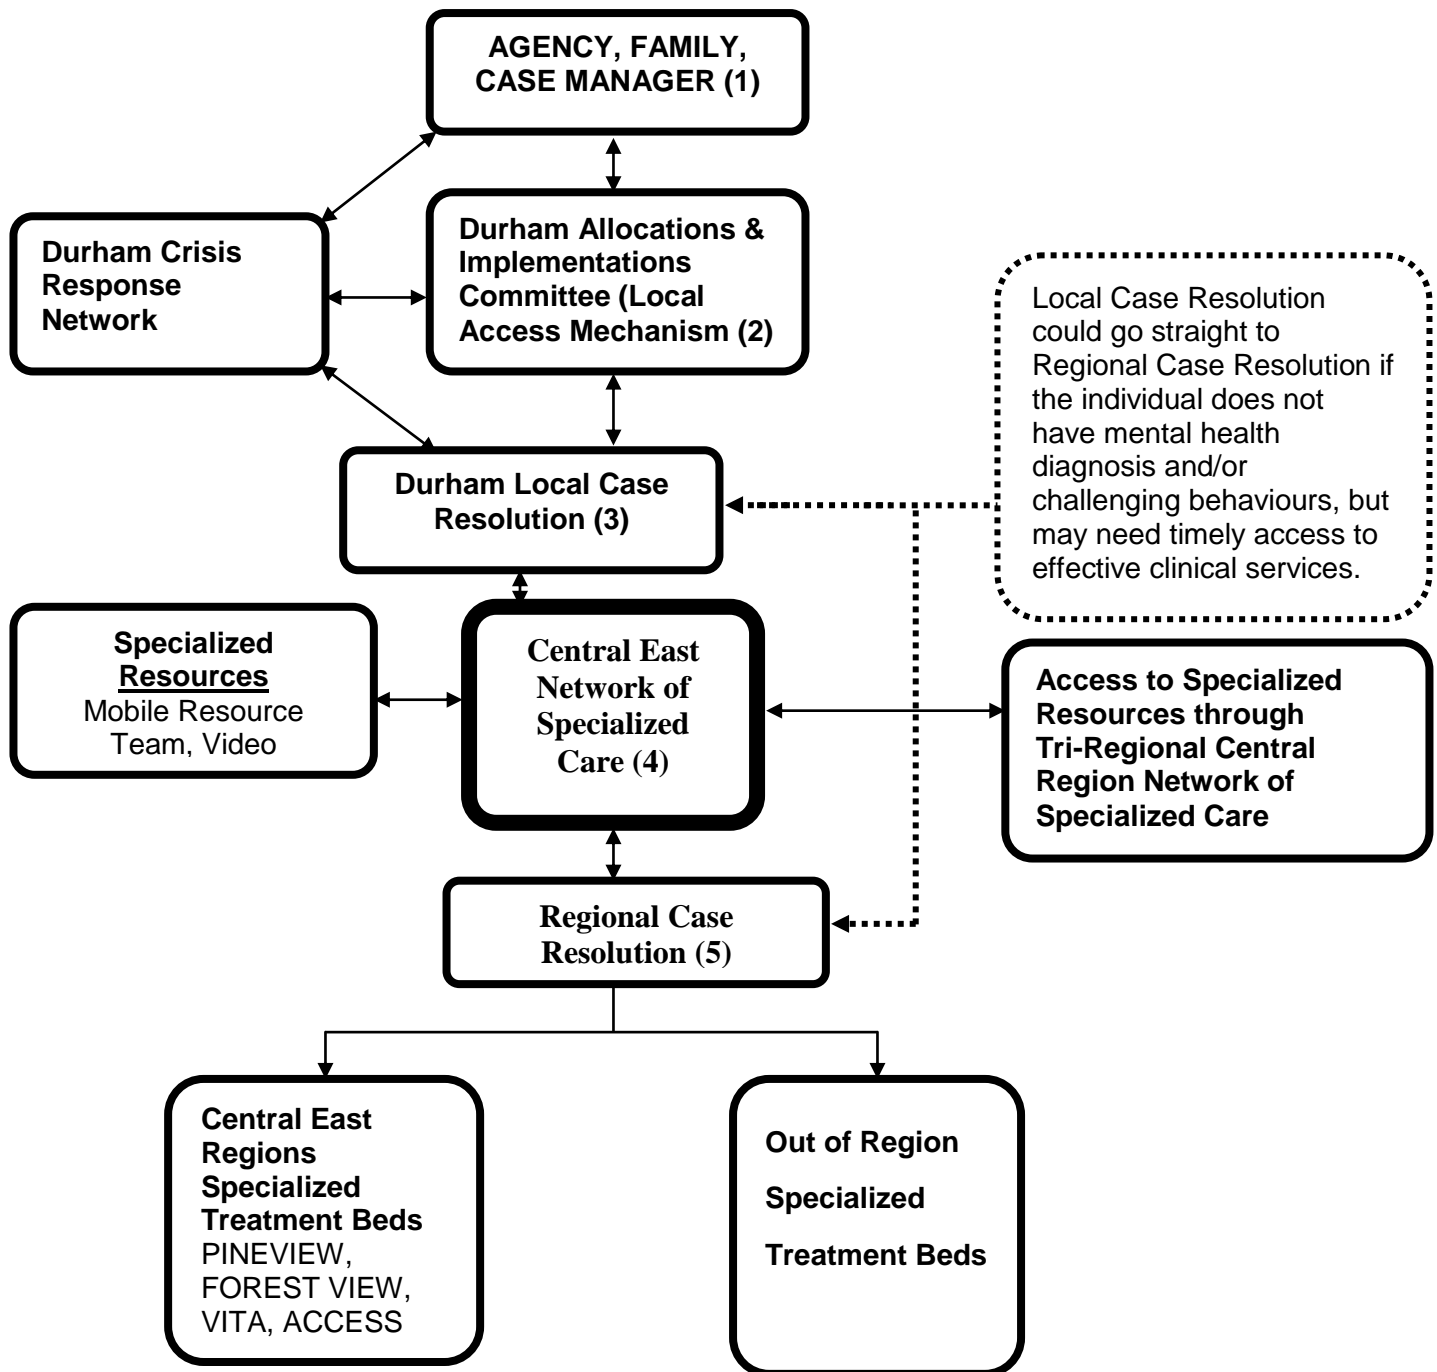 AGENCY, FAMILY,
CASE MANAGER (1)
Durham Crisis
Response
Network
Durham Allocations &
Implementations
Committee (Local
Access Mechanism (2)
Local Case Resolution
could go straight to
Regional Case Resolution if
the individual does not
have mental health
diagnosis and/or
challenging behaviours, but
may need timely access to
effective clinical services.
Durham Local Case
Resolution (3)
Specialized
Resources
Mobile Resource
Team, Video
Central East
Network of
Specialized
Care (4)
Access to Specialized
Resources through
Tri-Regional Central
Region Network of
Specialized Care
Regional Case
Resolution (5)
Central East
Regions
Specialized
Treatment Beds
PINEVIEW,
FOREST VIEW,
VITA, ACCESS
Out of Region
Specialized
Treatment Beds